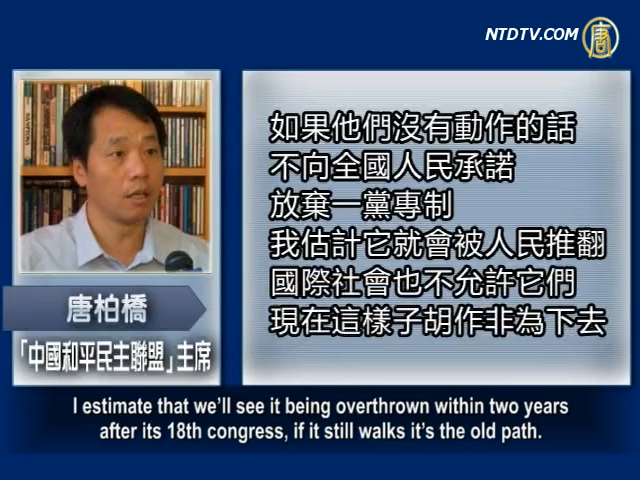 NTDTV.COM
唐
如果他們沒有動作的話
不向全國人民承諾
放棄一黨專制
我估計它就會被人民推翻
國際社會也不允許它們
現在這樣子胡作非為下去
唐柏橋
「中國和平民主聯盟」主席
I estimate that we'll see it being overthrown within two years
after its 18th congress, if it still walks it's the old path.